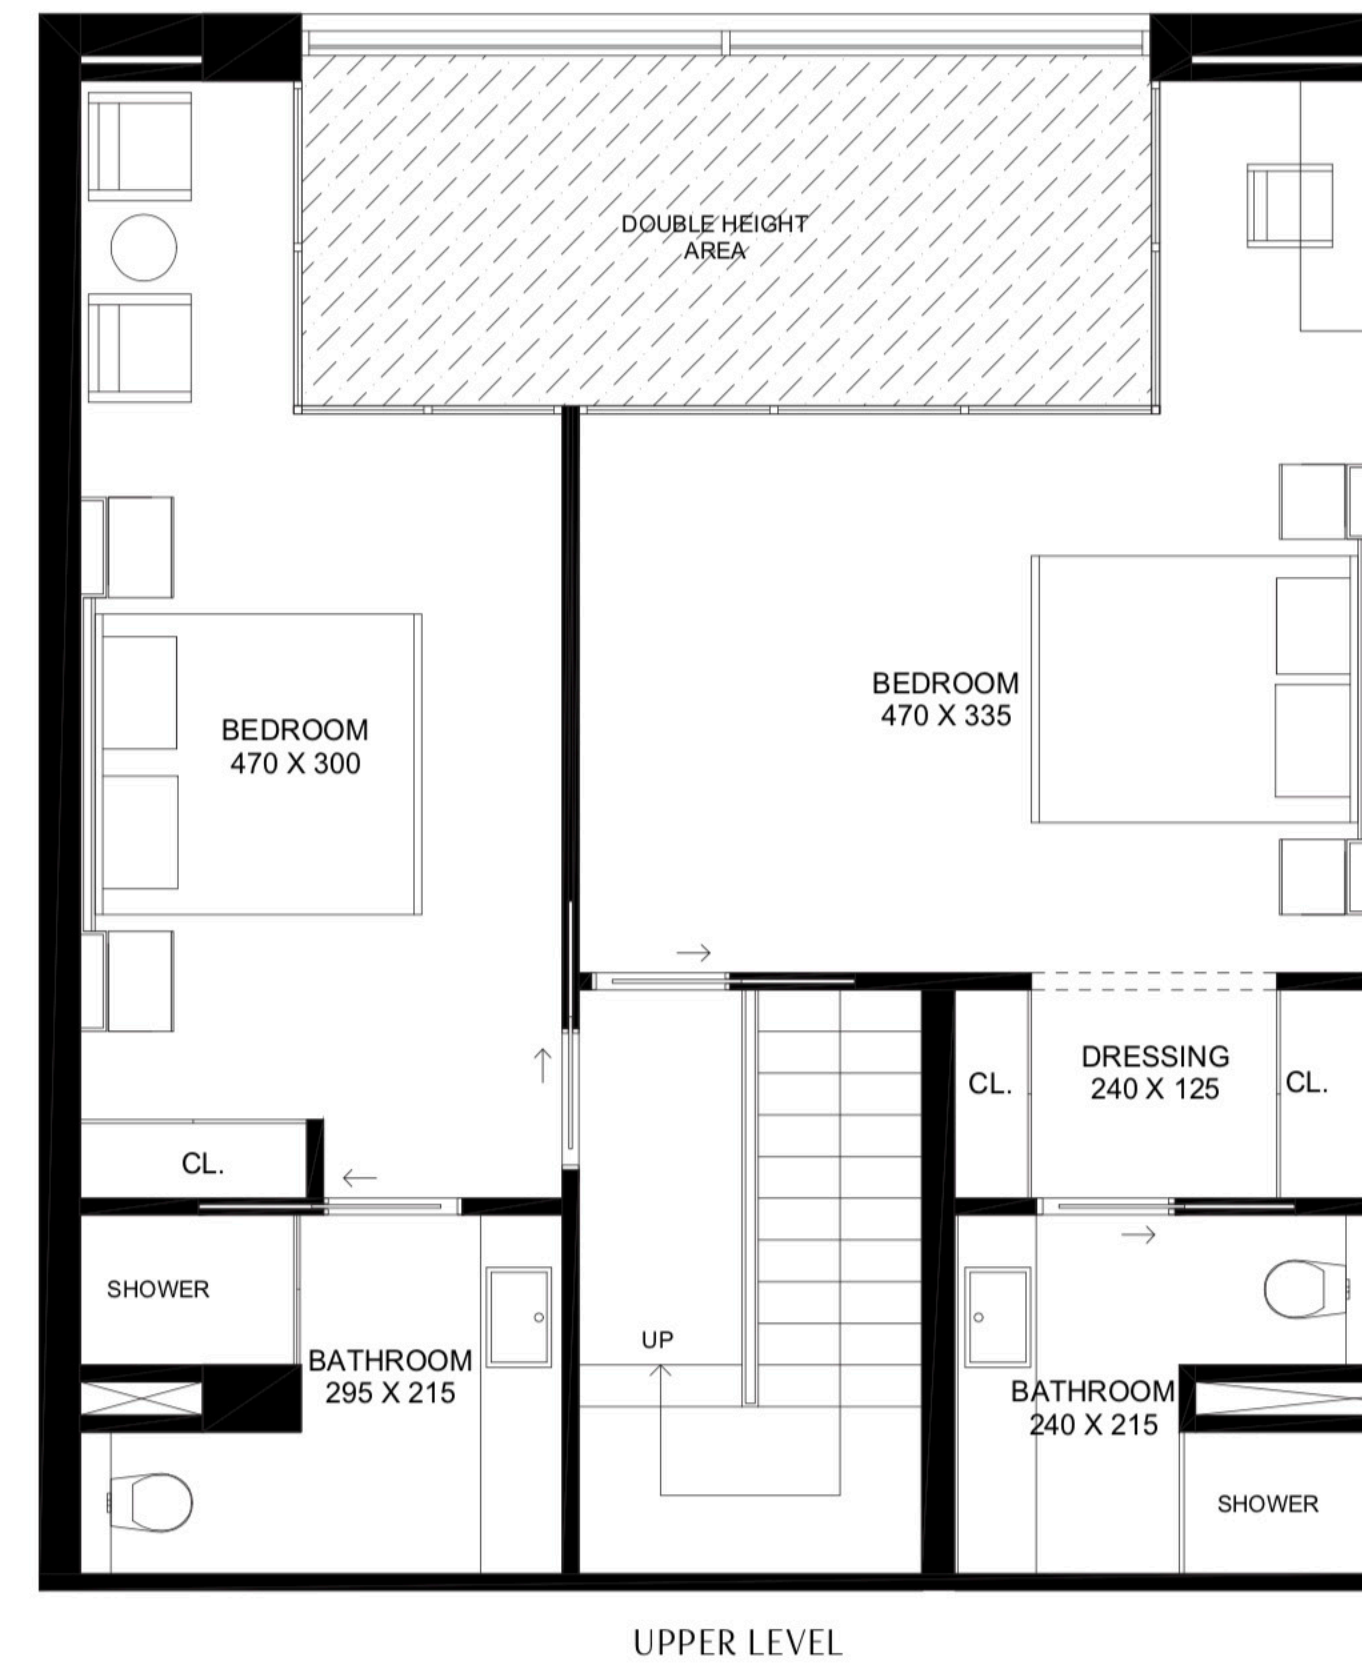 DOUBLE HEIGHT
AREA
BEDROOM
470 X 335
BEDROOM
470 X 300
DRESSING
240 X 125
CL.
CL.
CL.
SHOWER
UP
BATHROOM
295 X 215
BATHROOM
240 X 215
SHOWER
UPPER LEVEL